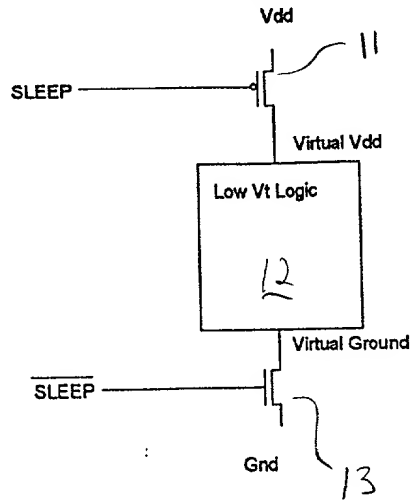 Vdd
11
SLEEP
Virtual Vdd
Low Vt Logic
12
Virtual Ground
SLEEP
Gnd
13